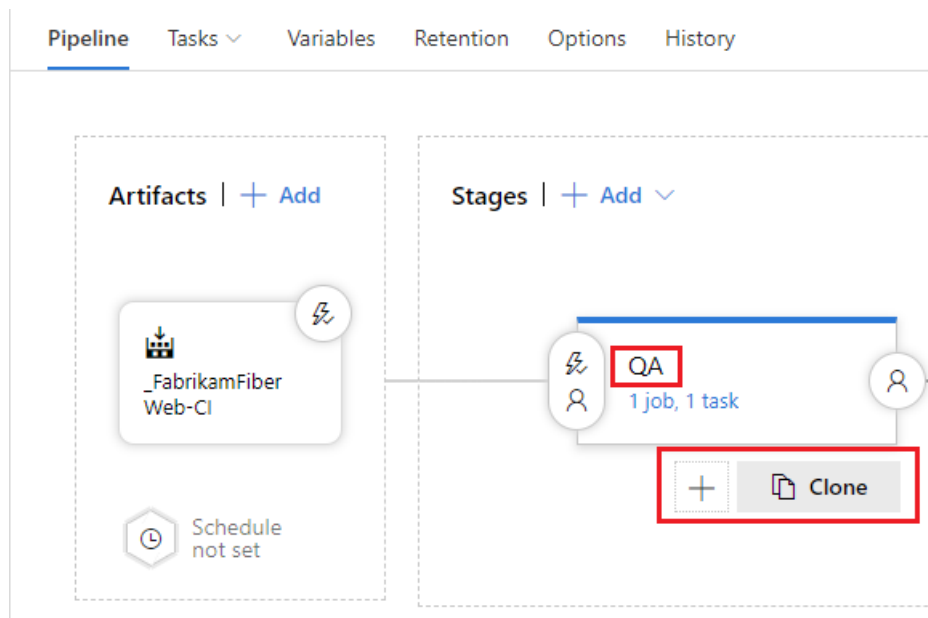 Pipeline Tasks Variables Retention Options History
Artifacts | + Add
Stages | + Add
_FabrikamFiber
Web-CI
QA
1 job, 1 task
+ Clone
Schedule
not set